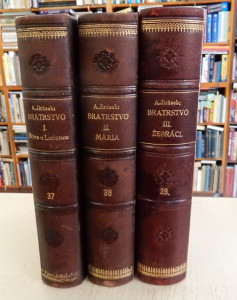 A. Jirásek:
BRATRSTVO
I.
Bitva u Lučence
37
A. Jirásek:
BRATRSTVO
II.
MÁRIA
38
A. Jirásek:
BRATRSTVO
III.
ŽEBRÁCI.
39.